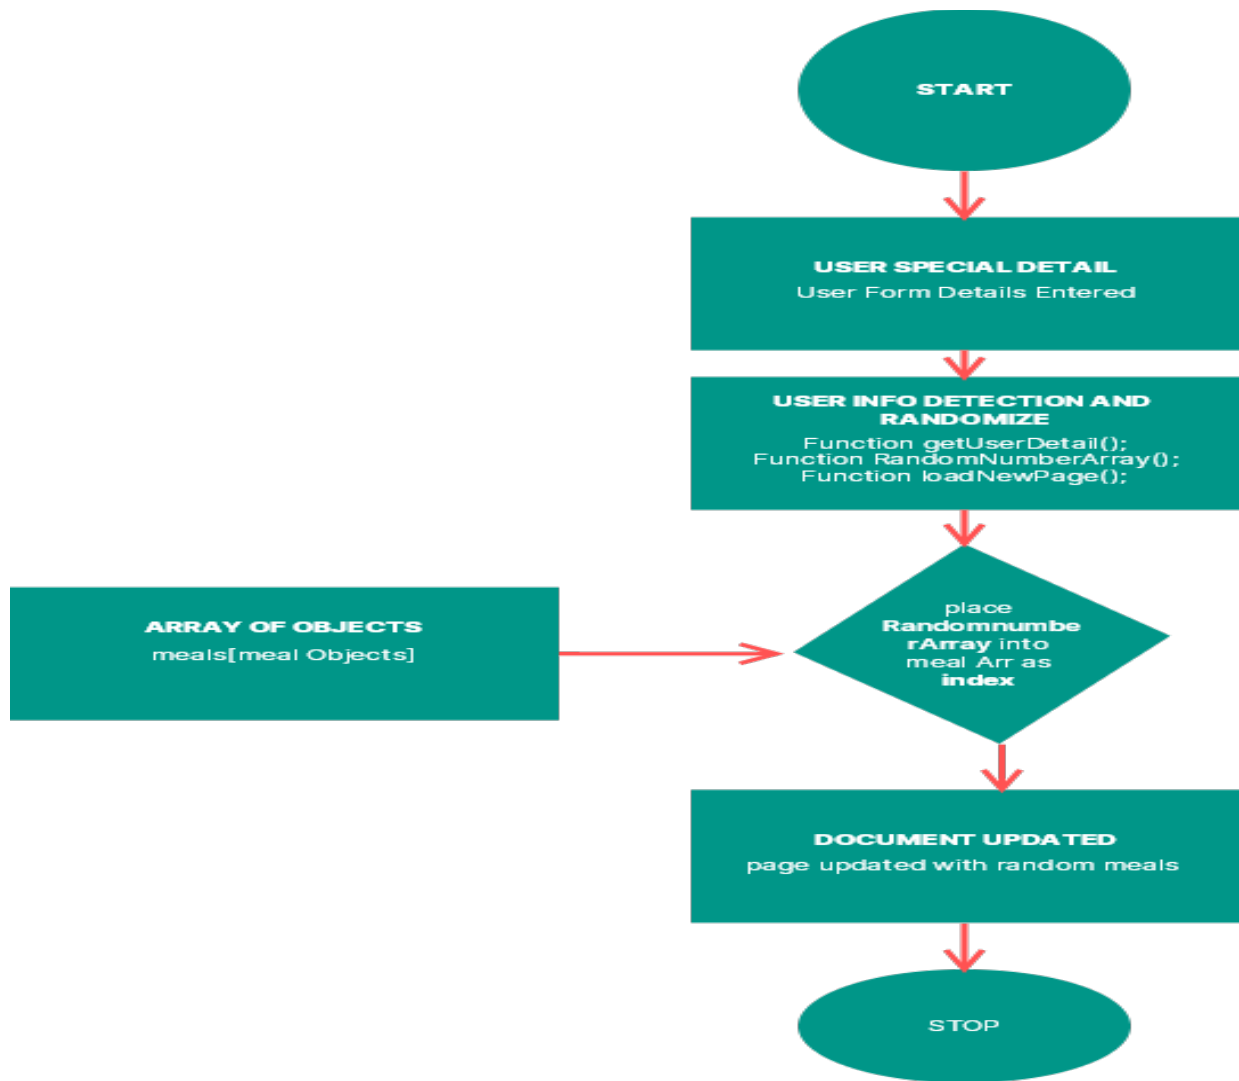 START
USER SPECIAL DETAIL
User Form Details Entered
USER INFO DETECTION AND
RANDOMIZE
Function getUserDetail();
Function RandomNumberArray();
Function loadNewPage();
ARRAY OF OBJECTS
meals[meal Objects]
place
Randomnumbe
rArray into
meal Arr as
index
DOCUMENT UPDATED
page updated with random meals
STOP